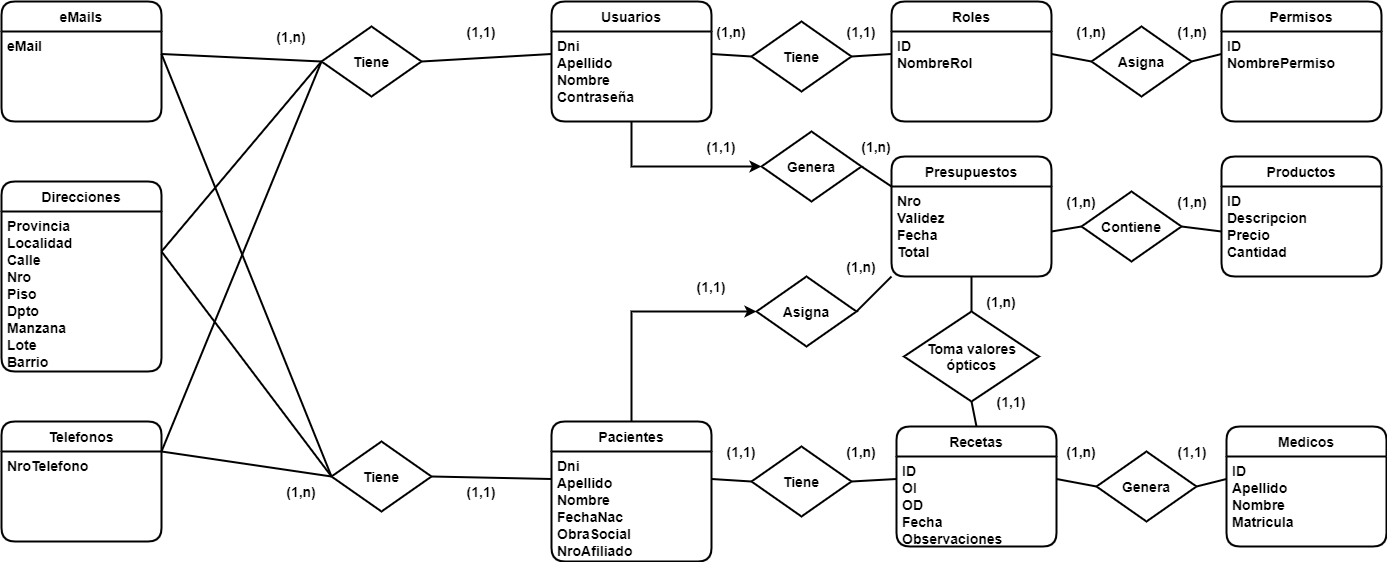 eMails
eMail
Direcciones
Provincia
Localidad
Calle
Nro
Piso
Dpto
Manzana
Lote
Barrio
Telefonos
NroTelefono
(1,n)
Tiene
(1,1)
(1,n)
Tiene
(1,1)
Usuarios
Dni
Apellido
Nombre
Contraseña
(1,n)
Tiene
(1,1)
Roles
ID
NombreRol
(1,n)
Asigna
(1,n)
Permisos
ID
NombrePermiso
(1,1)
Genera
(1,n)
Presupuestos
Nro
Validez
Fecha
Total
(1,n)
Contiene
(1,n)
Productos
ID
Descripcion
Precio
Cantidad
(1,1)
Asigna
(1,n)
(1,n)
Toma valores
ópticos
(1,1)
Pacientes
Dni
Apellido
Nombre
FechaNac
ObraSocial
NroAfiliado
(1,1)
Tiene
(1,n)
Recetas
ID
OI
OD
Fecha
Observaciones
(1,n)
Genera
(1,1)
Medicos
ID
Apellido
Nombre
Matricula